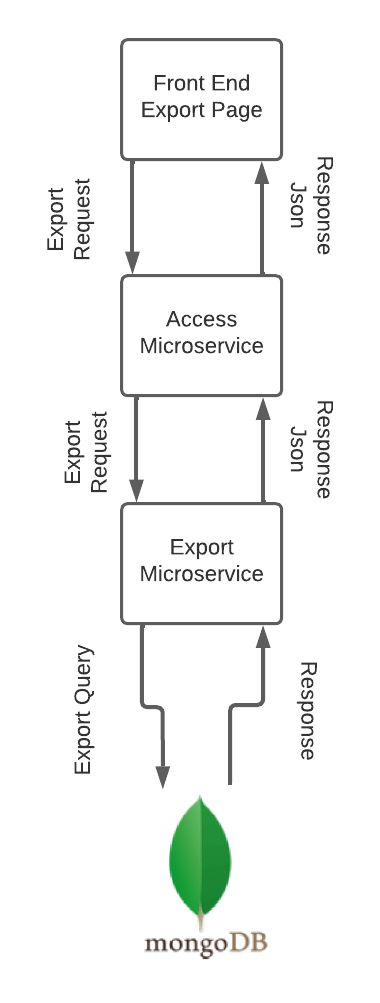 Front End
Export Page
Export
Request
Response
Json
Access
Microservice
Export
Request
Response
Json
Export
Microservice
Export Query
Response
mongoDB